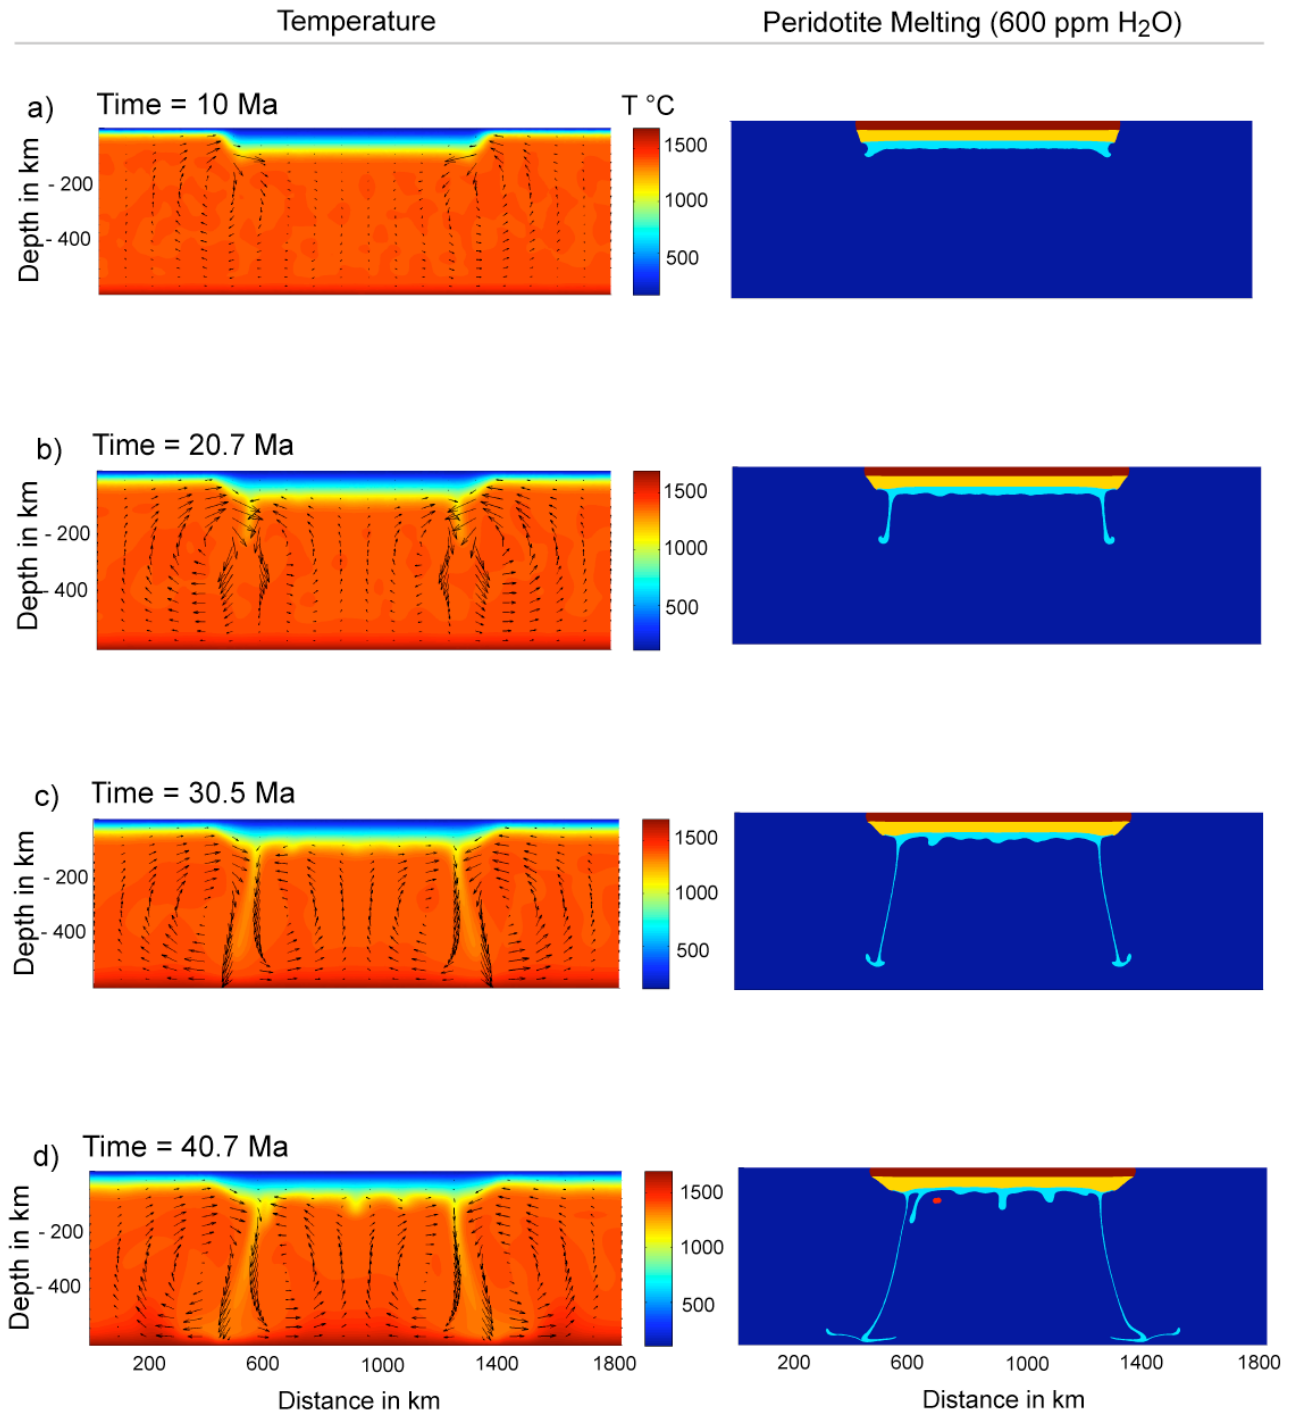 Temperature
Peridotite Melting (600 ppm H₂O)
a) Time = 10 Ma
T °C
Depth in km
- 200
- 400
1500
1000
500
b) Time = 20.7 Ma
Depth in km
- 200
- 400
1500
1000
500
c) Time = 30.5 Ma
Depth in km
- 200
- 400
1500
1000
500
d) Time = 40.7 Ma
Depth in km
- 200
- 400
1500
1000
500
200 600 1000 1400 1800
Distance in km
200 600 1000 1400 1800
Distance in km